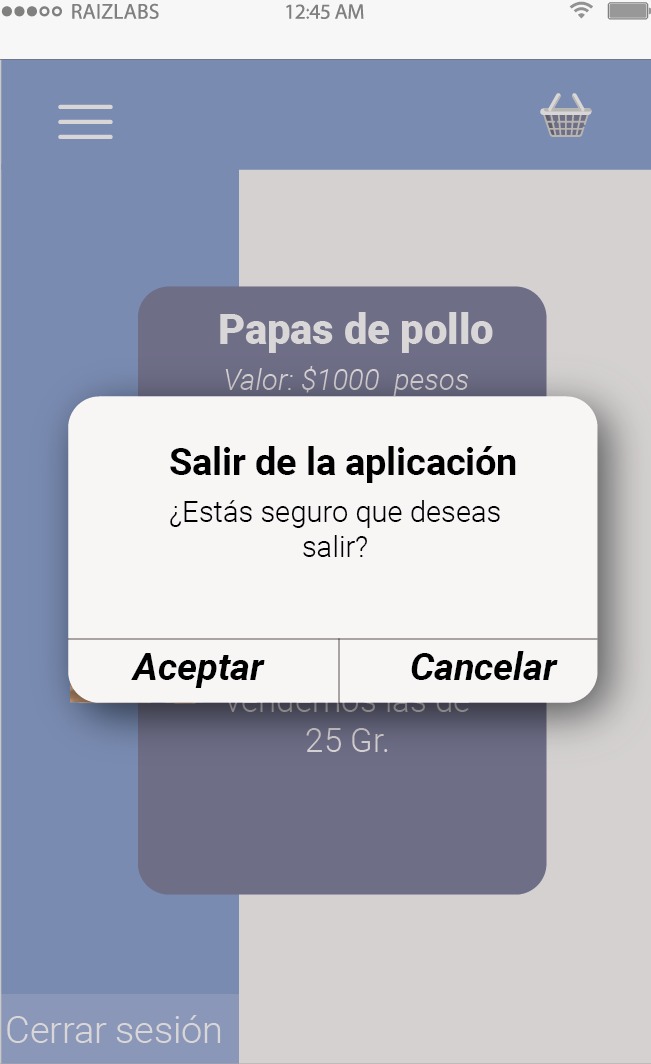 RAIZLABS 12:45 AM
Papas de pollo
Valor: $1000 pesos
Salir de la aplicación
¿Estás seguro que deseas
salir?
Aceptar Cancelar
vendemos las de
25 Gr.
Cerrar sesión